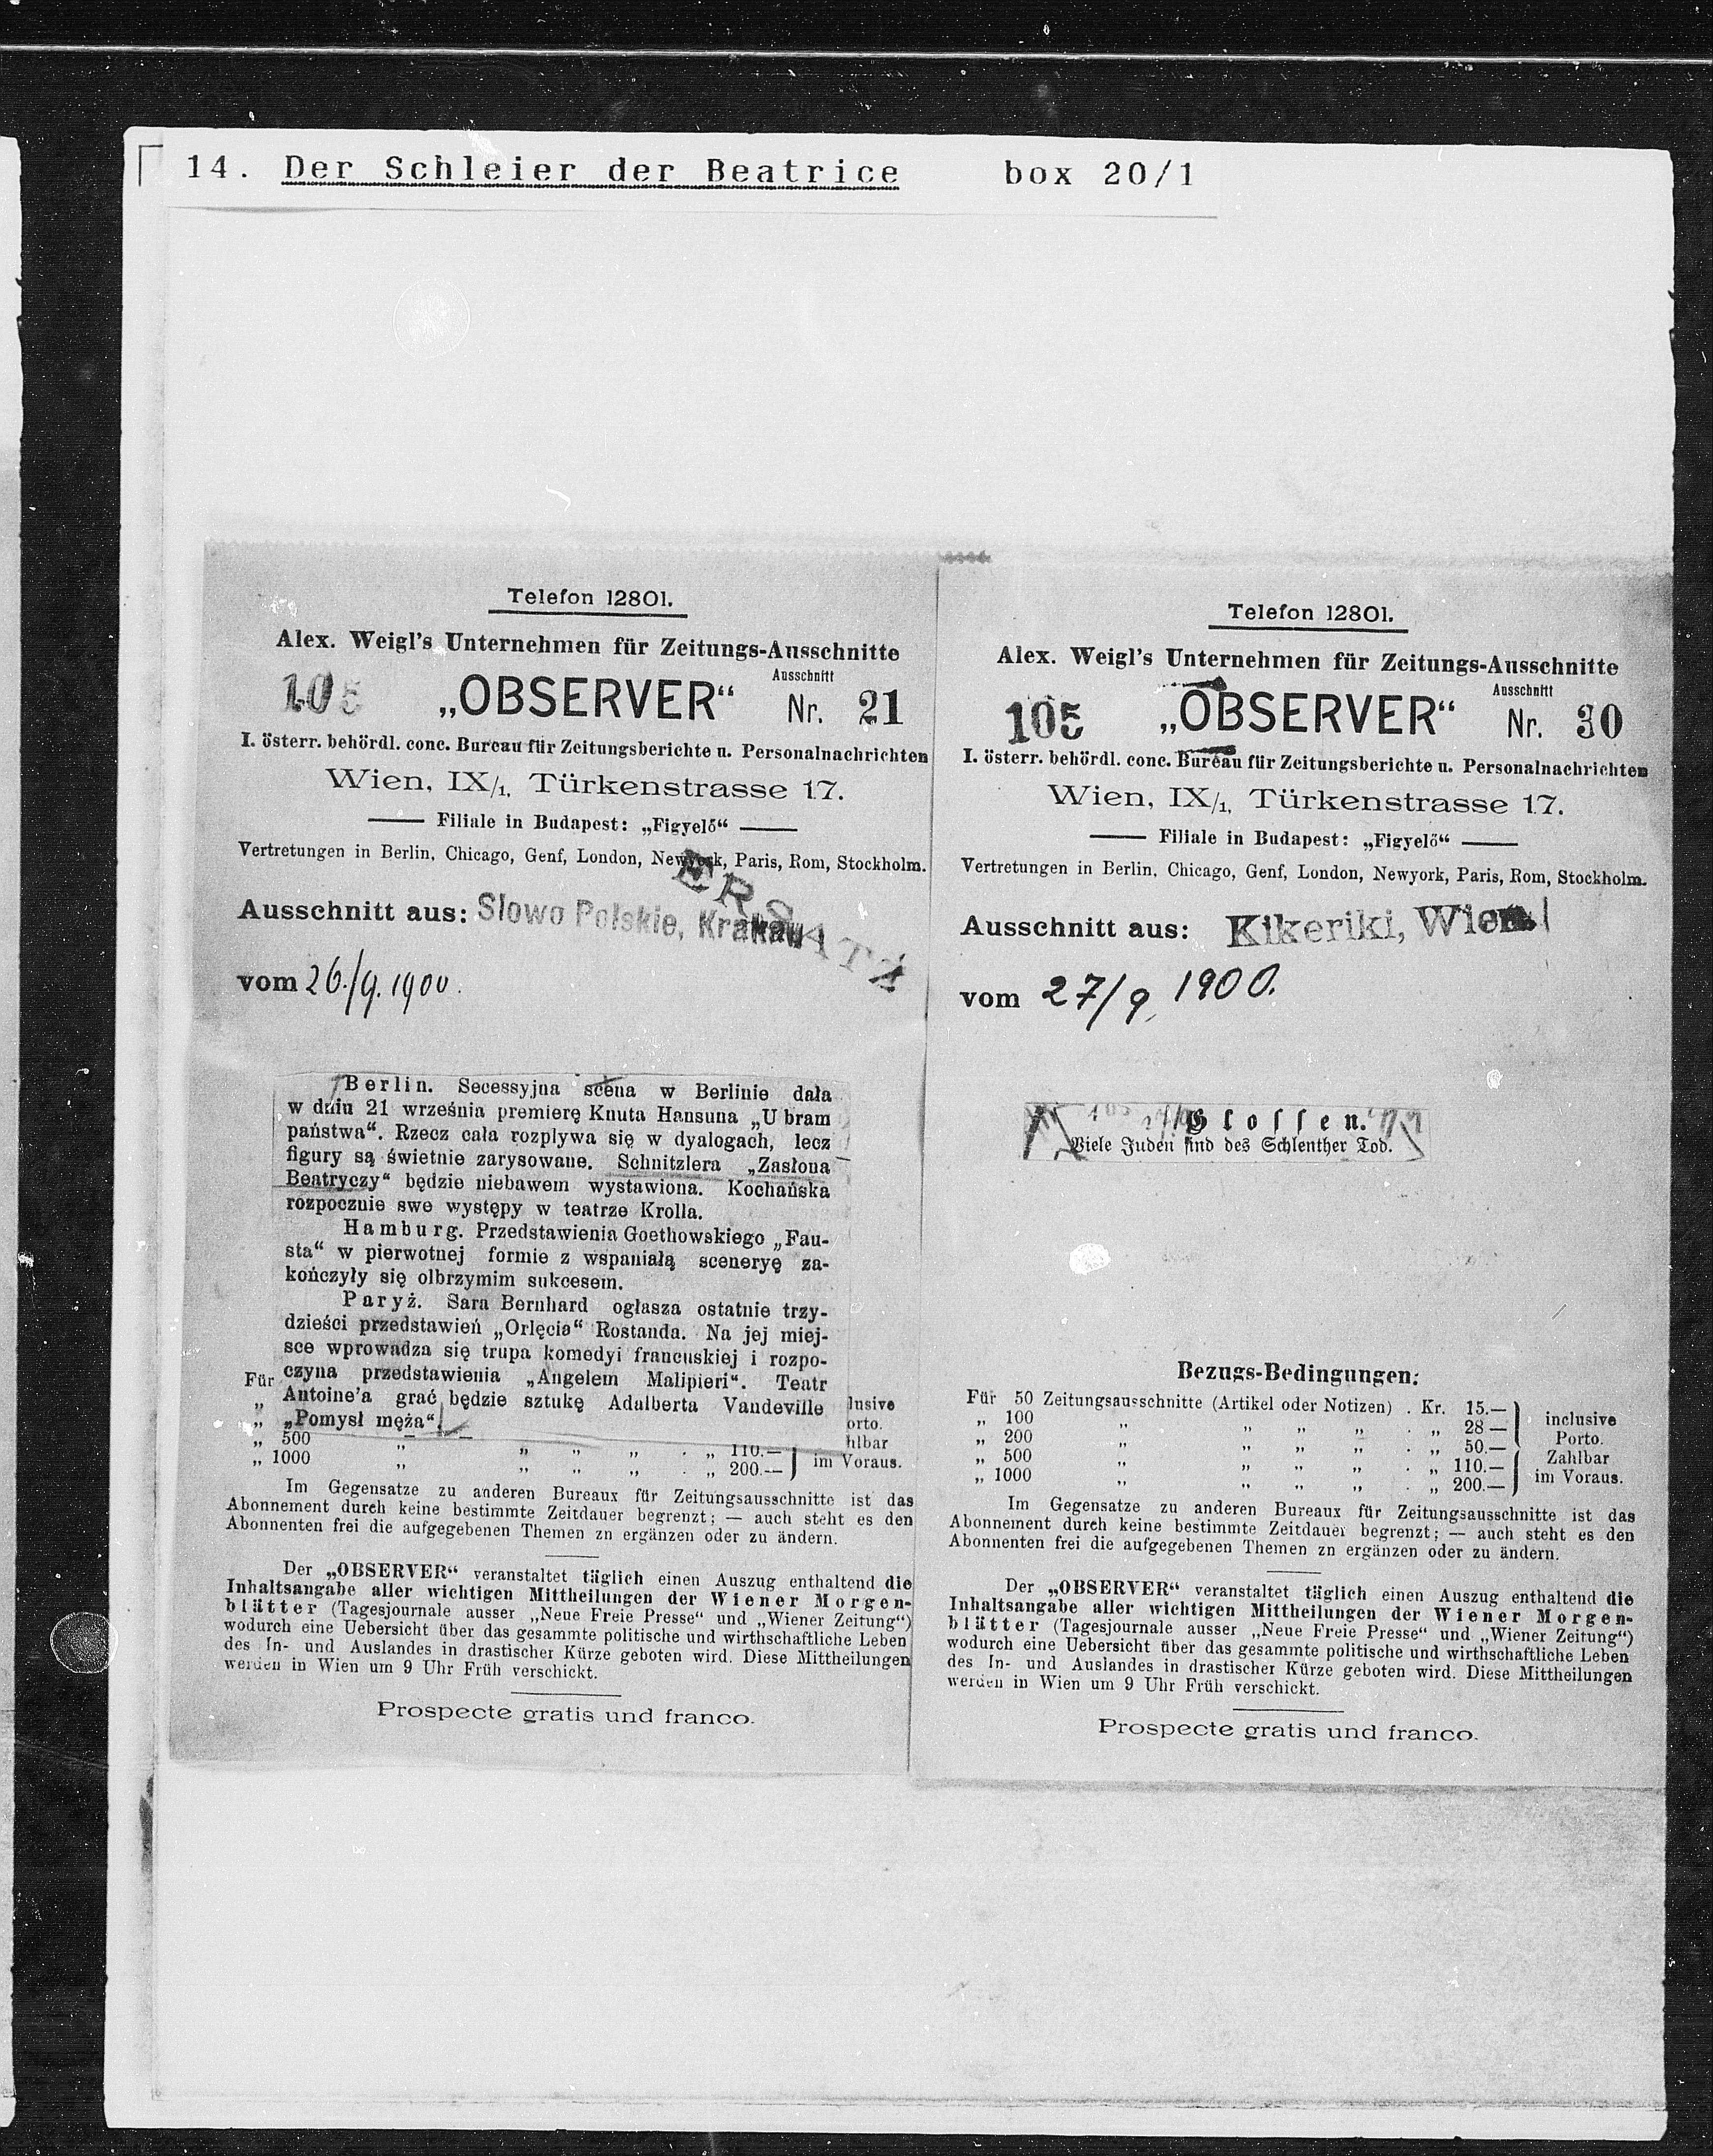 14. Der Schleier der Beatrice box 20/1
Telefon 12801.
Alex. Weigl's Unternehmen für Zeitungs-Ausschnitte
105 „OBSERVER“ Ausschnitt Nr. 21
I. österr. behördl. conc. Bureau für Zeitungsberichte u. Personalnachrichten
Wien, IX/1, Türkenstrasse 17.
Filiale in Budapest: „Figyelő“
Vertretungen in Berlin, Chicago, Genf, London, Newyork, Paris, Rom, Stockholm.
ERSATZ
Ausschnitt aus: Slowo Polskie, Krakau
vom 26./9. 1900.
Berlin. Secessyjna scena w Berlinie dała
w dniu 21 września premierę Knuta Hansuna „U bram
państwa“. Rzecz cała rozpływa się w dyalogach, lecz
figury są świetnie zarysowane. Schnitzlera „Zasłona
Beatryczy“ będzie niebawem wystawiona. Kochańska
rozpocznie swe występy w teatrze Krolla.
Hamburg. Przedstawienia Goethowskiego „Fau-
sta“ w pierwotnej formie z wspaniałą sceneryę za-
kończyły się olbrzymim sukcesem.
Paryż. Sara Bernhard ogłasza ostatnie trzy-
dzieści przedstawień „Orlęcia“ Rostanda. Na jej miej-
sce wprowadza się trupa komedyi francuskiej i rozpo-
czyna przedstawienia „Angelem Malipieri“. Teatr
Antoine'a grać będzie sztukę Adalberta Vaudeville
„Pomysł męża“.
Für
„ lusive
„ orto.
„ 500 „ „ „ „ . „ 110.— hlbar
„ 1000 „ „ „ „ . „ 200.— im Voraus.
Im Gegensatze zu anderen Bureaux für Zeitungsausschnitte ist das
Abonnement durch keine bestimmte Zeitdauer begrenzt; — auch steht es den
Abonnenten frei die aufgegebenen Themen zn ergänzen oder zu ändern.
Der „OBSERVER“ veranstaltet täglich einen Auszug enthaltend die
Inhaltsangabe aller wichtigen Mittheilungen der Wiener Morgen-
blätter (Tagesjournale ausser „Neue Freie Presse“ und „Wiener Zeitung“)
wodurch eine Uebersicht über das gesammte politische und wirthschaftliche Leben
des In- und Auslandes in drastischer Kürze geboten wird. Diese Mittheilungen
werden in Wien um 9 Uhr Früh verschickt.
Prospecte gratis und franco.
Telefon 12801.
Alex. Weigl's Unternehmen für Zeitungs-Ausschnitte
105 „OBSERVER“ Ausschnitt Nr. 30
I. österr. behördl. conc. Bureau für Zeitungsberichte u. Personalnachrichten
Wien, IX/1, Türkenstrasse 17.
Filiale in Budapest: „Figyelő“
Vertretungen in Berlin, Chicago, Genf, London, Newyork, Paris, Rom, Stockholm.
Ausschnitt aus: Kikeriki, Wien
vom 27/9, 1900.
Glossen.
Viele Juden sind des Schlenther Tod.
Bezugs-Bedingungen:
Für 50 Zeitungsausschnitte (Artikel oder Notizen) . Kr. 15.—
„ 100 „ „ „ „ . „ 28 — inclusive
„ 200 „ „ „ „ . „ 50.— Porto.
„ 500 „ „ „ „ . „ 110.— Zahlbar
„ 1000 „ „ „ „ . „ 200.— im Voraus.
Im Gegensatze zu anderen Bureaux für Zeitungsausschnitte ist das
Abonnement durch keine bestimmte Zeitdauer begrenzt; — auch steht es den
Abonnenten frei die aufgegebenen Themen zn ergänzen oder zu ändern.
Der „OBSERVER“ veranstaltet täglich einen Auszug enthaltend die
Inhaltsangabe aller wichtigen Mittheilungen der Wiener Morgen-
blätter (Tagesjournale ausser „Neue Freie Presse“ und „Wiener Zeitung“)
wodurch eine Uebersicht über das gesammte politische und wirthschaftliche Leben
des In- und Auslandes in drastischer Kürze geboten wird. Diese Mittheilungen
werden in Wien um 9 Uhr Früh verschickt.
Prospecte gratis und franco.